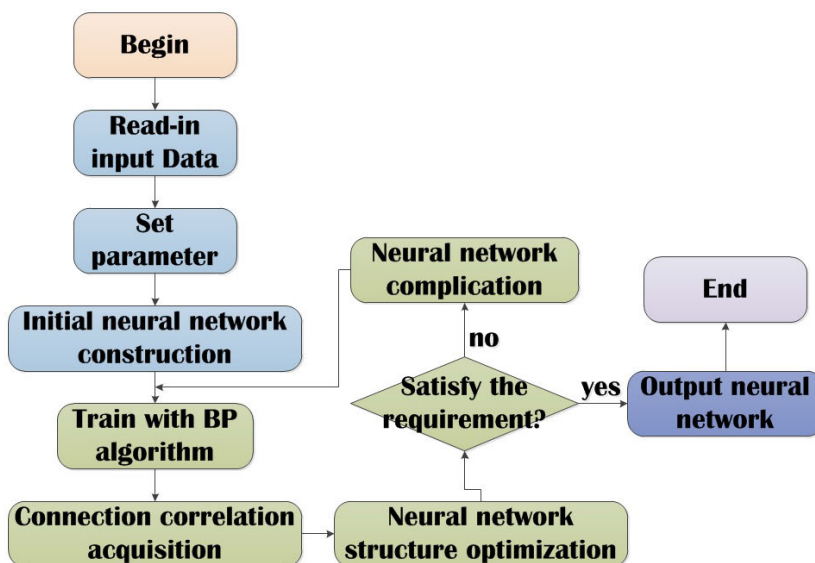 Begin
Read-in
input Data
Set
parameter
Initial neural network
construction
Train with BP
algorithm
Connection correlation
acquisition
Neural network
structure optimization
Satisfy the
requirement?
no
Neural network
complication
yes
Output neural
network
End